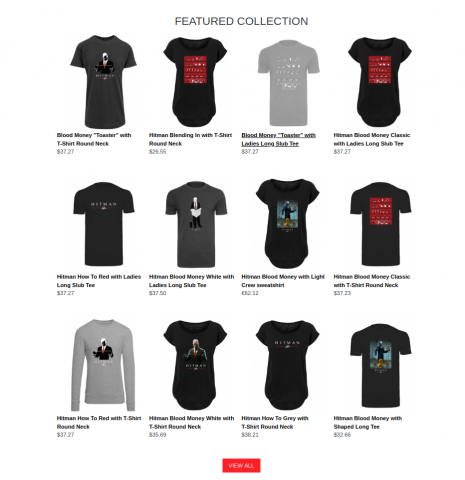 FEATURED COLLECTION
HITMAN
Blood Money "Toaster" with
T-Shirt Round Neck
$37.27
Hitman Blending In with T-Shirt
Round Neck
$26.55
Blood Money "Toaster" with
Ladies Long Slub Tee
$37.27
Hitman Blood Money Classic
with Ladies Long Slub Tee
$37.27
HITMAN
Hitman How To Red with Ladies
Long Slub Tee
$37.27
Hitman Blood Money White with
Ladies Long Slub Tee
$37.50
Hitman Blood Money with Light
Crew sweatshirt
€62.12
Hitman Blood Money Classic
with T-Shirt Round Neck
$37.23
Hitman How To Red with T-Shirt
Round Neck
$37.27
HITMAN
Hitman Blood Money White with
T-Shirt Round Neck
$35.69
HITMAN
Hitman How To Grey with
T-Shirt Round Neck
$38.21
Hitman Blood Money with
Shaped Long Tee
$32.66
VIEW ALL